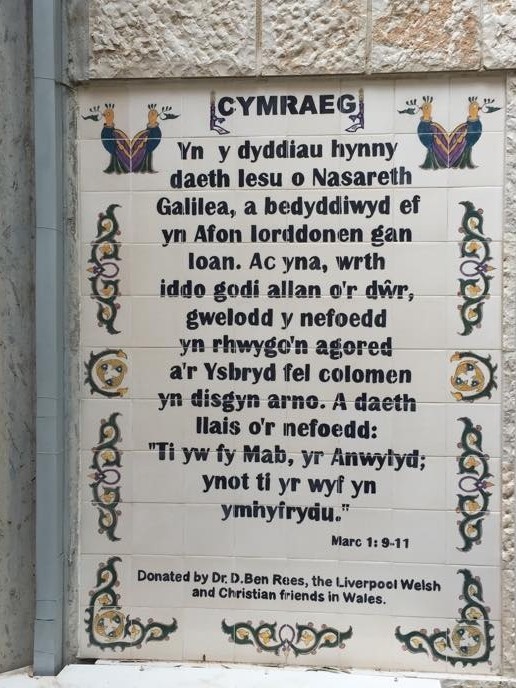 CYMRAEG
Yn y dyddiau hynny
daeth Iesu o Nasareth
Galilea, a bedyddiwyd ef
yn Afon Iorddonen gan
Ioan. Ac yna, wrth
iddo godi allan o'r dŵr,
gwelodd y nefoedd
yn rhwygo'n agored
a'r Ysbryd fel colomen
yn disgyn arno. A daeth
llais o'r nefoedd:
"Ti yw fy Mab, yr Anwylyd;
ynot ti yr wyf yn
ymhyfrydu."
Marc 1: 9-11
Donated by Dr. D.Ben Rees, the Liverpool Welsh
and Christian friends in Wales.